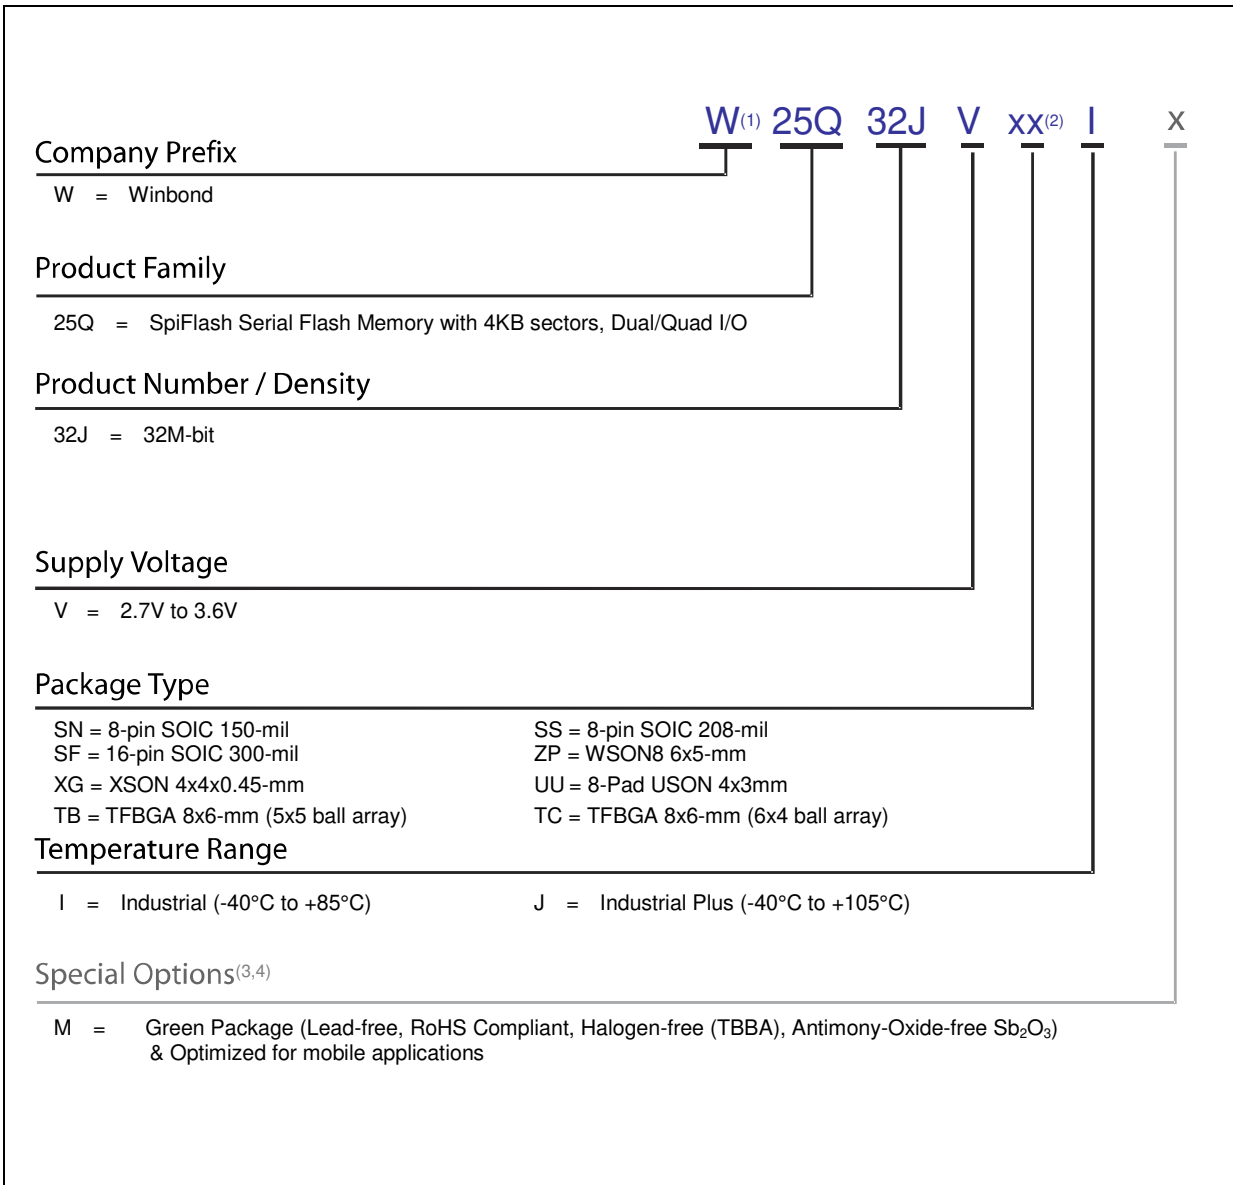 W(1) 25Q 32J V xx(2) I x
Company Prefix
W = Winbond
Product Family
25Q = SpiFlash Serial Flash Memory with 4KB sectors, Dual/Quad I/O
Product Number / Density
32J = 32M-bit
Supply Voltage
V = 2.7V to 3.6V
Package Type
SN = 8-pin SOIC 150-mil SS = 8-pin SOIC 208-mil
SF = 16-pin SOIC 300-mil ZP = WSON8 6x5-mm
XG = XSON 4x4x0.45-mm UU = 8-Pad USON 4x3mm
TB = TFBGA 8x6-mm (5x5 ball array) TC = TFBGA 8x6-mm (6x4 ball array)
Temperature Range
I = Industrial (-40°C to +85°C) J = Industrial Plus (-40°C to +105°C)
Special Options(3,4)
M = Green Package (Lead-free, RoHS Compliant, Halogen-free (TBBA), Antimony-Oxide-free Sb₂O₃)
& Optimized for mobile applications